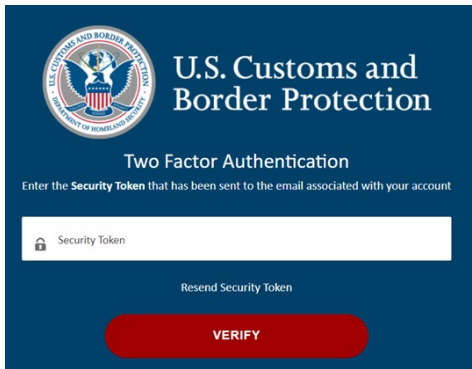 U.S. CUSTOMS AND BORDER PROTECTION
DEPARTMENT OF HOMELAND SECURITY
U.S. Customs and
Border Protection
Two Factor Authentication
Enter the Security Token that has been sent to the email associated with your account
Security Token
Resend Security Token
VERIFY